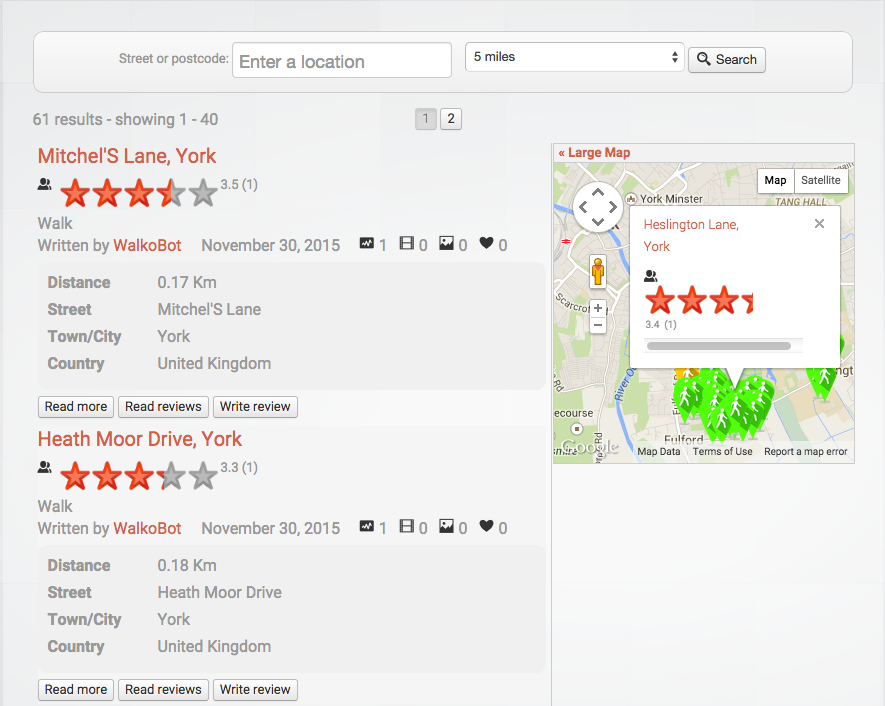 Street or postcode: Enter a location 5 miles Search
61 results - showing 1 - 40 1 2
Mitchel'S Lane, York
3.5 (1)
Walk
Written by WalkoBot November 30, 2015 1 0 0 0
Distance 0.17 Km
Street Mitchel'S Lane
Town/City York
Country United Kingdom
Read more Read reviews Write review
Heath Moor Drive, York
3.3 (1)
Walk
Written by WalkoBot November 30, 2015 1 0 0 0
Distance 0.18 Km
Street Heath Moor Drive
Town/City York
Country United Kingdom
Read more Read reviews Write review
« Large Map
Map Satellite
York Minster
TANG HALL
Heslington Lane,
York
3.4 (1)
Scarcro
River O
ecourse
Fulford
Google
Map Data Terms of Use Report a map error